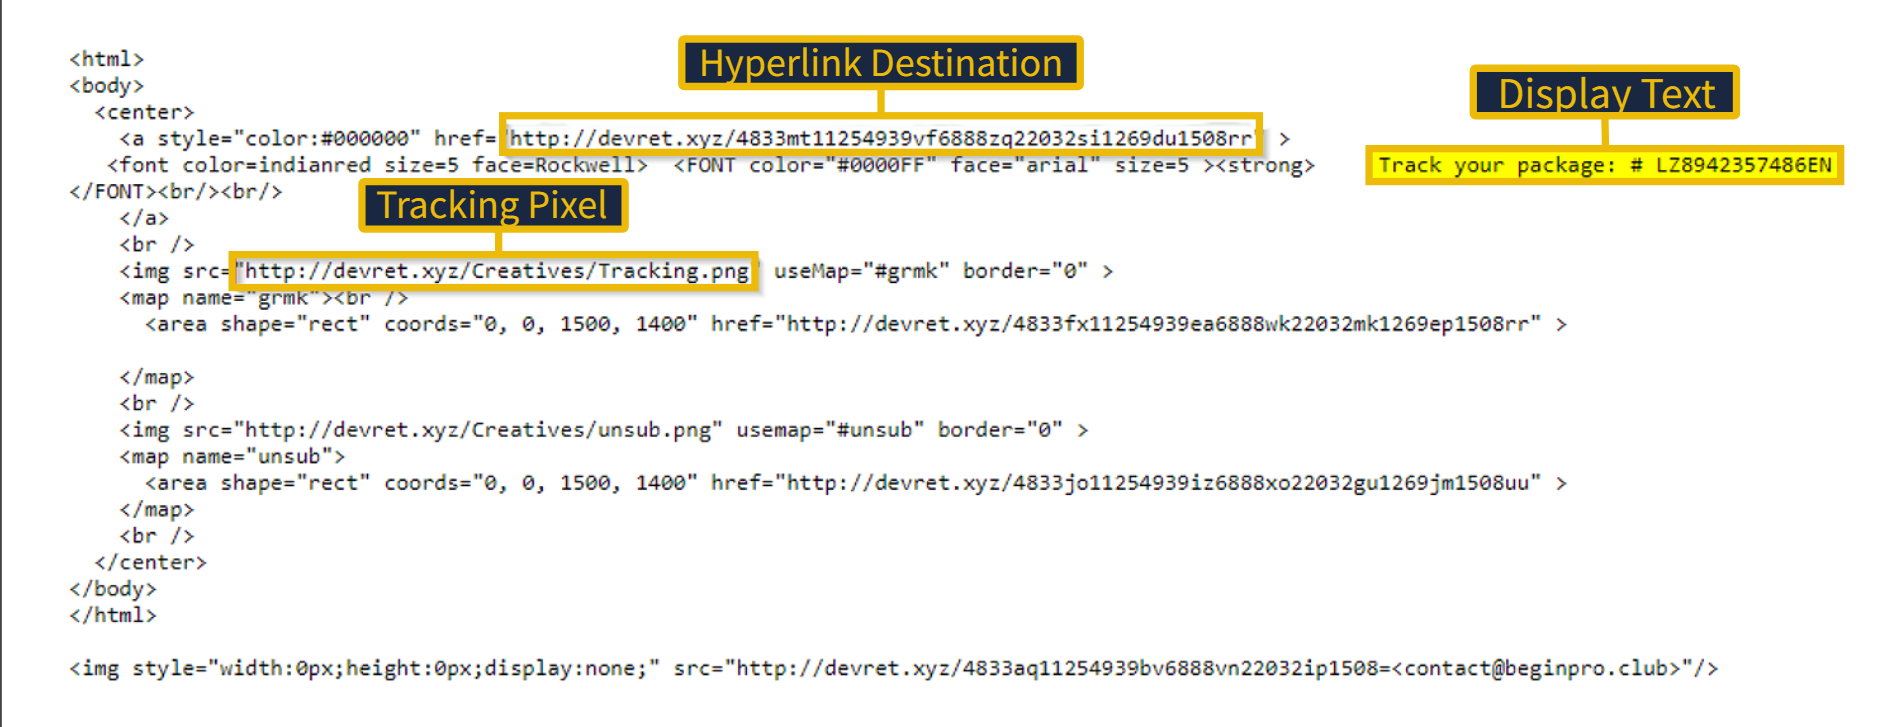 Hyperlink Destination
Display Text
<html>
<body>
<center>
<a style="color:#000000" href="http://devret.xyz/4833mt11254939vf6888zq22032si1269du1508rr" >
<font color=indianred size=5 face=Rockwell> <FONT color="#0000FF" face="arial" size=5 ><strong> Track your package: # LZ8942357486EN
</FONT><br/><br/>
Tracking Pixel
</a>
<br />
<img src="http://devret.xyz/Creatives/Tracking.png" useMap="#grmk" border="0" >
<map name="grmk"><br />
<area shape="rect" coords="0, 0, 1500, 1400" href="http://devret.xyz/4833fx11254939ea6888wk22032mk1269ep1508rr" >
</map>
<br />
<img src="http://devret.xyz/Creatives/unsub.png" usemap="#unsub" border="0" >
<map name="unsub">
<area shape="rect" coords="0, 0, 1500, 1400" href="http://devret.xyz/4833jo11254939iz6888xo22032gu1269jm1508uu" >
</map>
<br />
</center>
</body>
</html>
<img style="width:0px;height:0px;display:none;" src="http://devret.xyz/4833aq11254939bv6888vn22032ip1508=<contact@beginpro.club>"/>